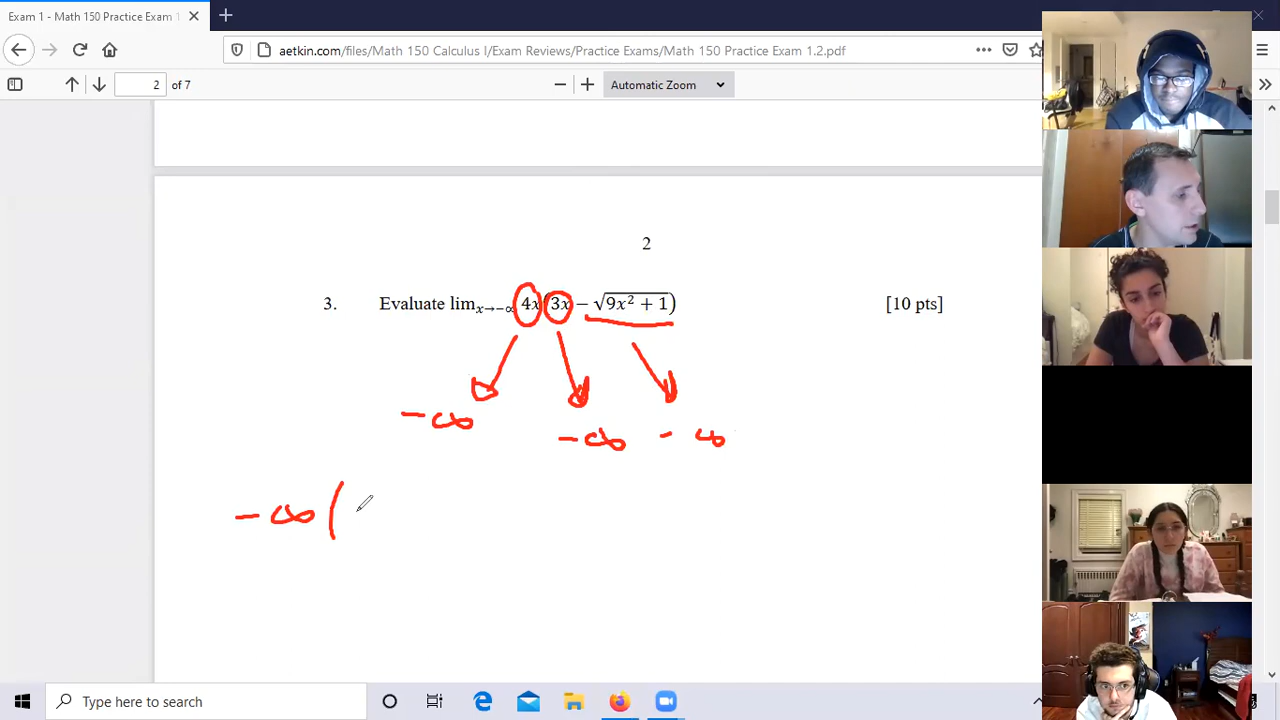 Exam 1 - Math 150 Practice Exam 1
aetkin.com/files/Math 150 Calculus I/Exam Reviews/Practice Exams/Math 150 Practice Exam 1.2.pdf
2 of 7
Automatic Zoom
2
3. Evaluate lim x→−∞ 4x(3x − √9x² + 1) [10 pts]
-∞
-∞ - ∞
-∞ (
Type here to search